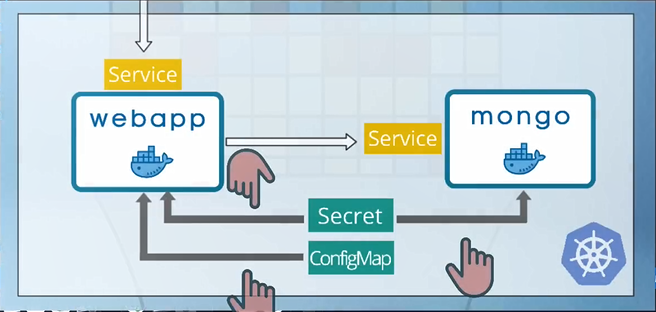 Service
webapp
Service
mongo
Secret
ConfigMap